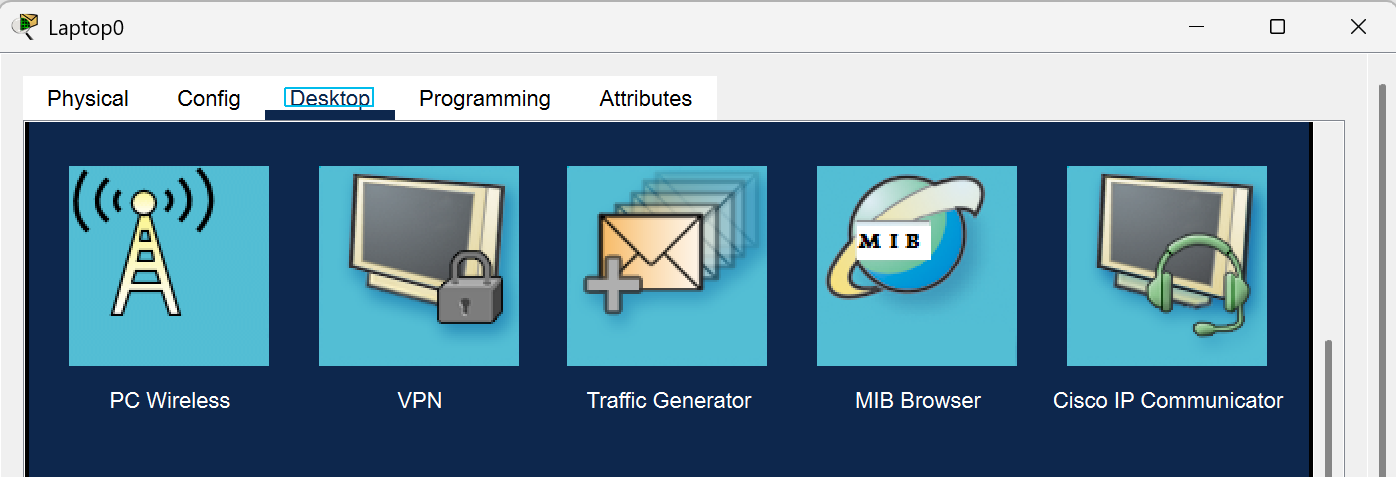 Laptop0
Physical Config Desktop Programming Attributes
MIB
PC Wireless VPN Traffic Generator MIB Browser Cisco IP Communicator